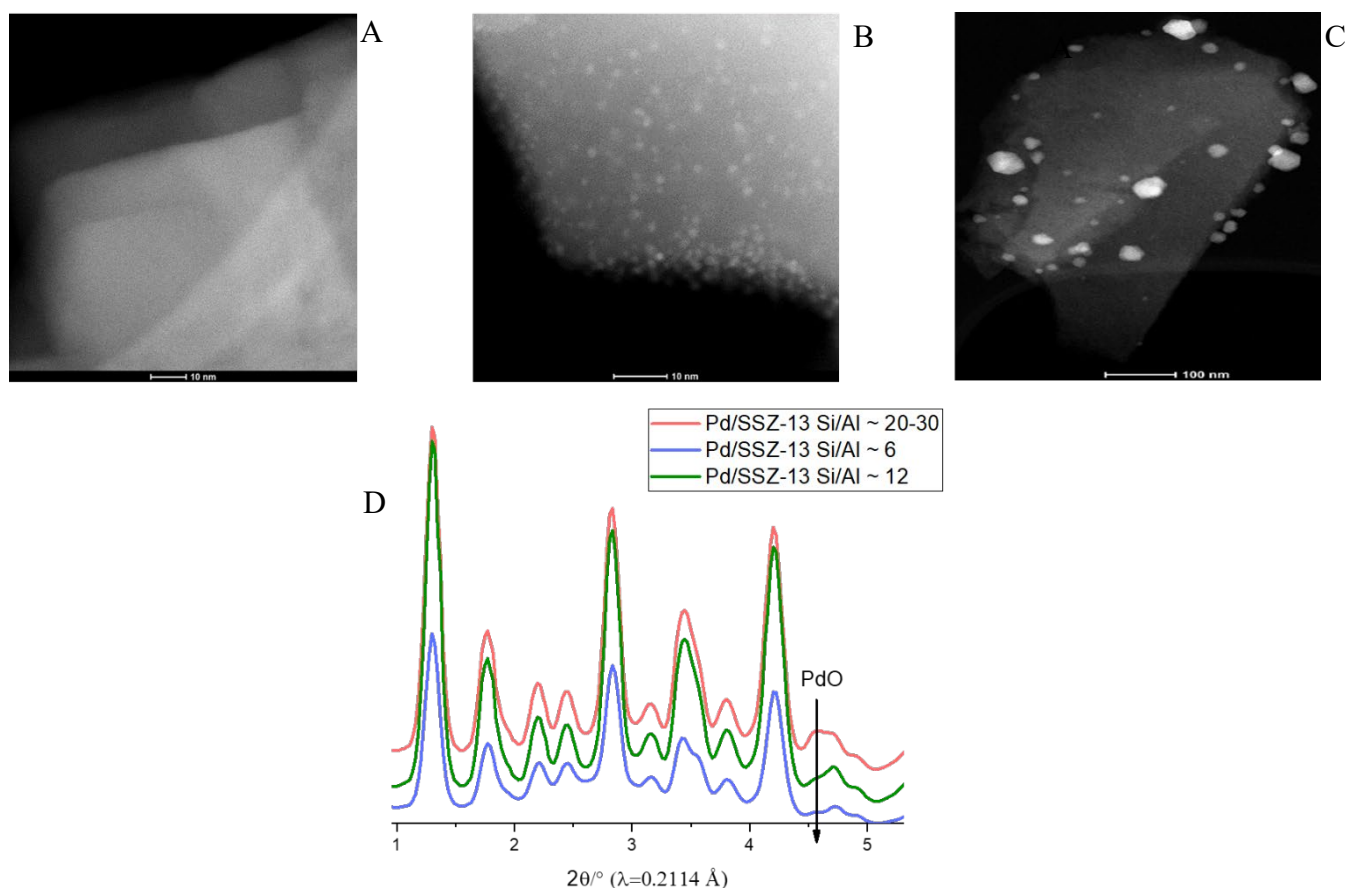 A
B
C
10 nm
10 nm
100 nm
Pd/SSZ-13 Si/Al ~ 20-30
Pd/SSZ-13 Si/Al ~ 6
Pd/SSZ-13 Si/Al ~ 12
D
PdO
1 2 3 4 5
2θ/° (λ=0.2114 Å)